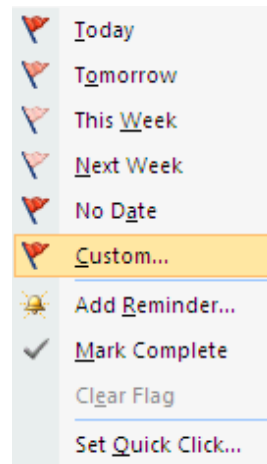 Today
Tomorrow
This Week
Next Week
No Date
Custom...
Add Reminder...
Mark Complete
Clear Flag
Set Quick Click...